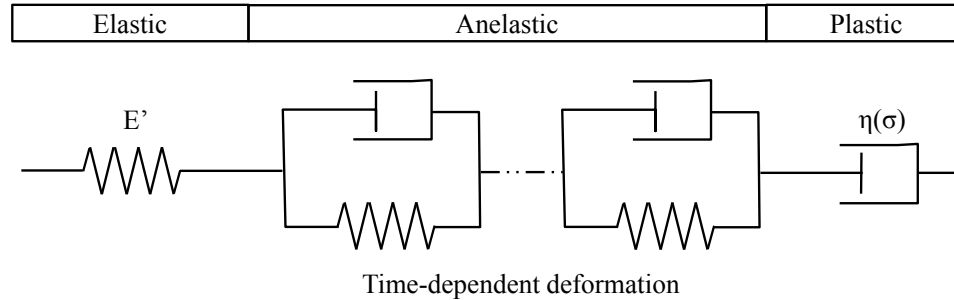 Elastic Anelastic Plastic
E’ η(σ)
Time-dependent deformation